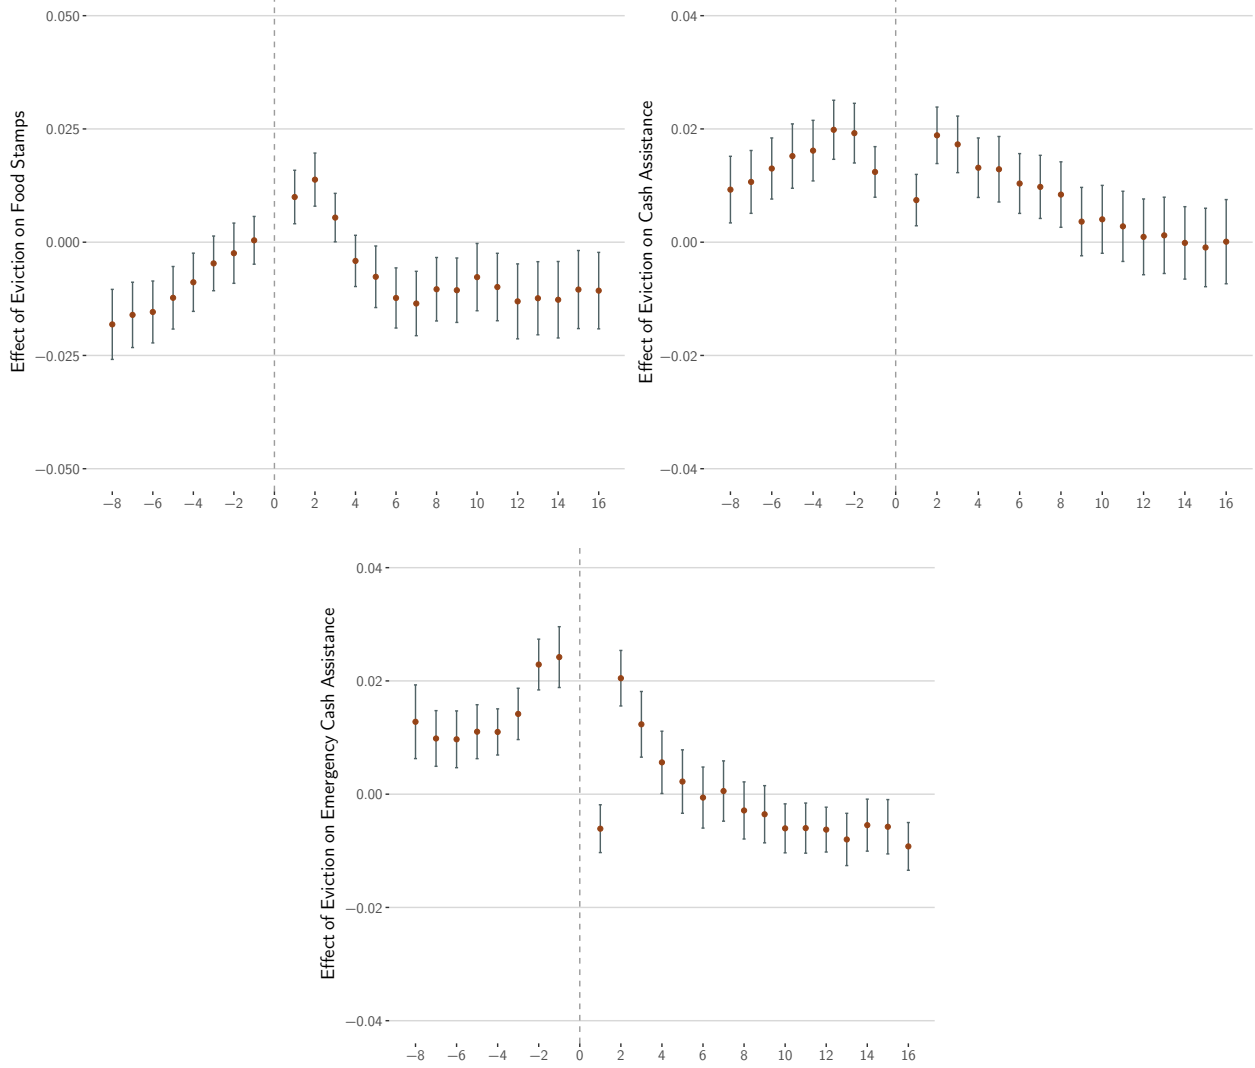 Effect of Eviction on Food Stamps
0.050
0.025
0.000
−0.025
−0.050
−8 −6 −4 −2 0 2 4 6 8 10 12 14 16
Effect of Eviction on Cash Assistance
0.04
0.02
0.00
−0.02
−0.04
−8 −6 −4 −2 0 2 4 6 8 10 12 14 16
Effect of Eviction on Emergency Cash Assistance
0.04
0.02
0.00
−0.02
−0.04
−8 −6 −4 −2 0 2 4 6 8 10 12 14 16